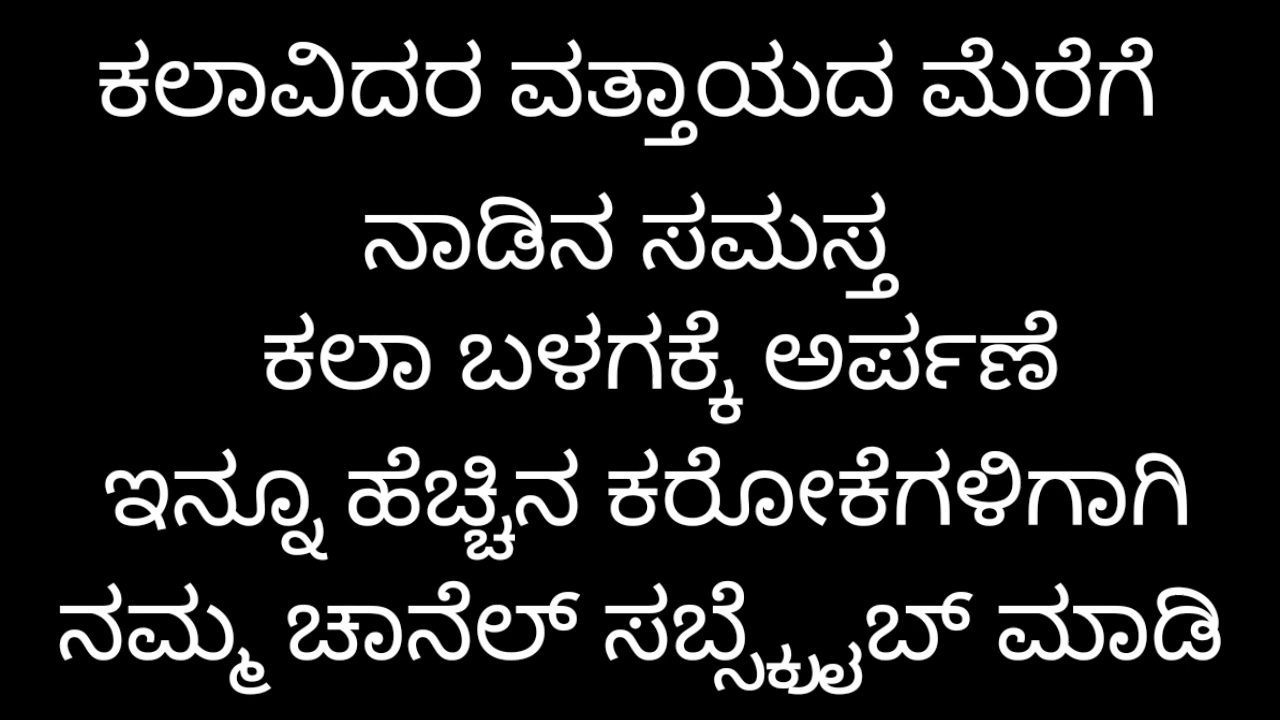 ಕಲಾವಿದರ ವತ್ತಾಯದ ಮೆರೆಗೆ
ನಾಡಿನ ಸಮಸ್ತ
ಕಲಾ ಬಳಗಕ್ಕೆ ಅರ್ಪಣೆ
ಇನ್ನೂ ಹೆಚ್ಚಿನ ಕರೋಕೆಗಳಿಗಾಗಿ
ನಮ್ಮ ಚಾನೆಲ್ ಸಬ್ಸ್ಕ್ರೈಬ್ ಮಾಡಿ